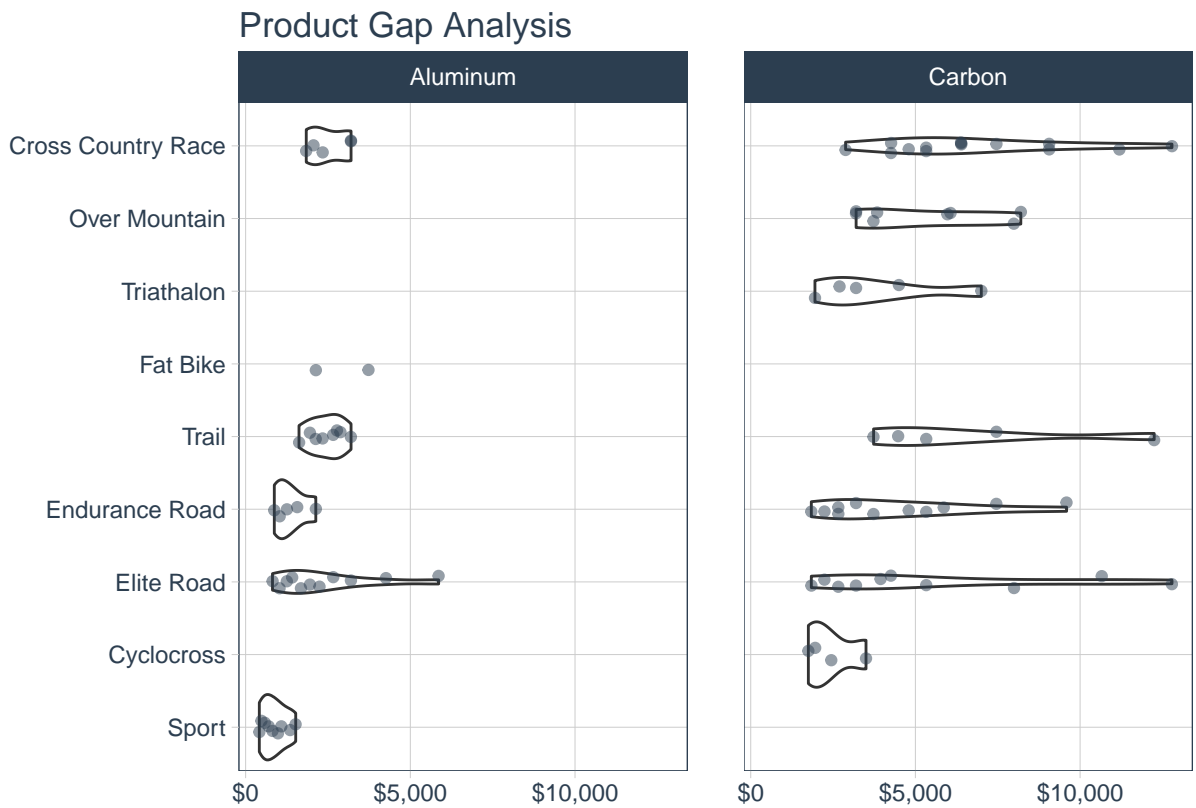 Product Gap Analysis
Aluminum
Carbon
Cross Country Race
Over Mountain
Triathalon
Fat Bike
Trail
Endurance Road
Elite Road
Cyclocross
Sport
$0 $5,000 $10,000 $0 $5,000 $10,000